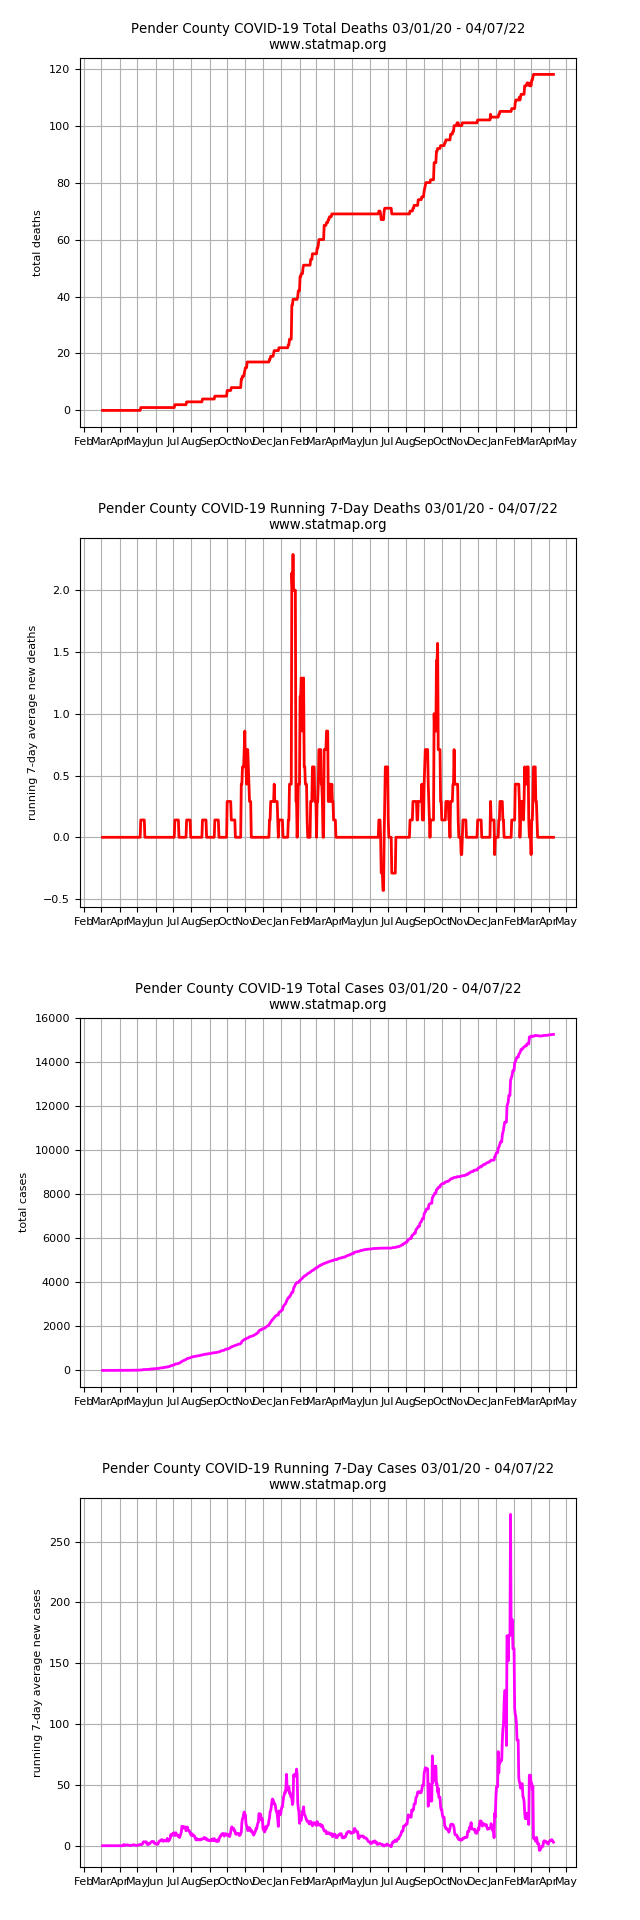 Pender County COVID-19 Total Deaths 03/01/20 - 04/07/22
www.statmap.org
120
100
80
60
40
20
0
total deaths
Feb Mar Apr May Jun Jul Aug Sep Oct Nov Dec Jan Feb Mar Apr May Jun Jul Aug Sep Oct Nov Dec Jan Feb Mar Apr May
Pender County COVID-19 Running 7-Day Deaths 03/01/20 - 04/07/22
www.statmap.org
2.0
1.5
1.0
0.5
0.0
−0.5
running 7-day average new deaths
Feb Mar Apr May Jun Jul Aug Sep Oct Nov Dec Jan Feb Mar Apr May Jun Jul Aug Sep Oct Nov Dec Jan Feb Mar Apr May
Pender County COVID-19 Total Cases 03/01/20 - 04/07/22
www.statmap.org
16000
14000
12000
10000
8000
6000
4000
2000
0
total cases
Feb Mar Apr May Jun Jul Aug Sep Oct Nov Dec Jan Feb Mar Apr May Jun Jul Aug Sep Oct Nov Dec Jan Feb Mar Apr May
Pender County COVID-19 Running 7-Day Cases 03/01/20 - 04/07/22
www.statmap.org
250
200
150
100
50
0
running 7-day average new cases
Feb Mar Apr May Jun Jul Aug Sep Oct Nov Dec Jan Feb Mar Apr May Jun Jul Aug Sep Oct Nov Dec Jan Feb Mar Apr May